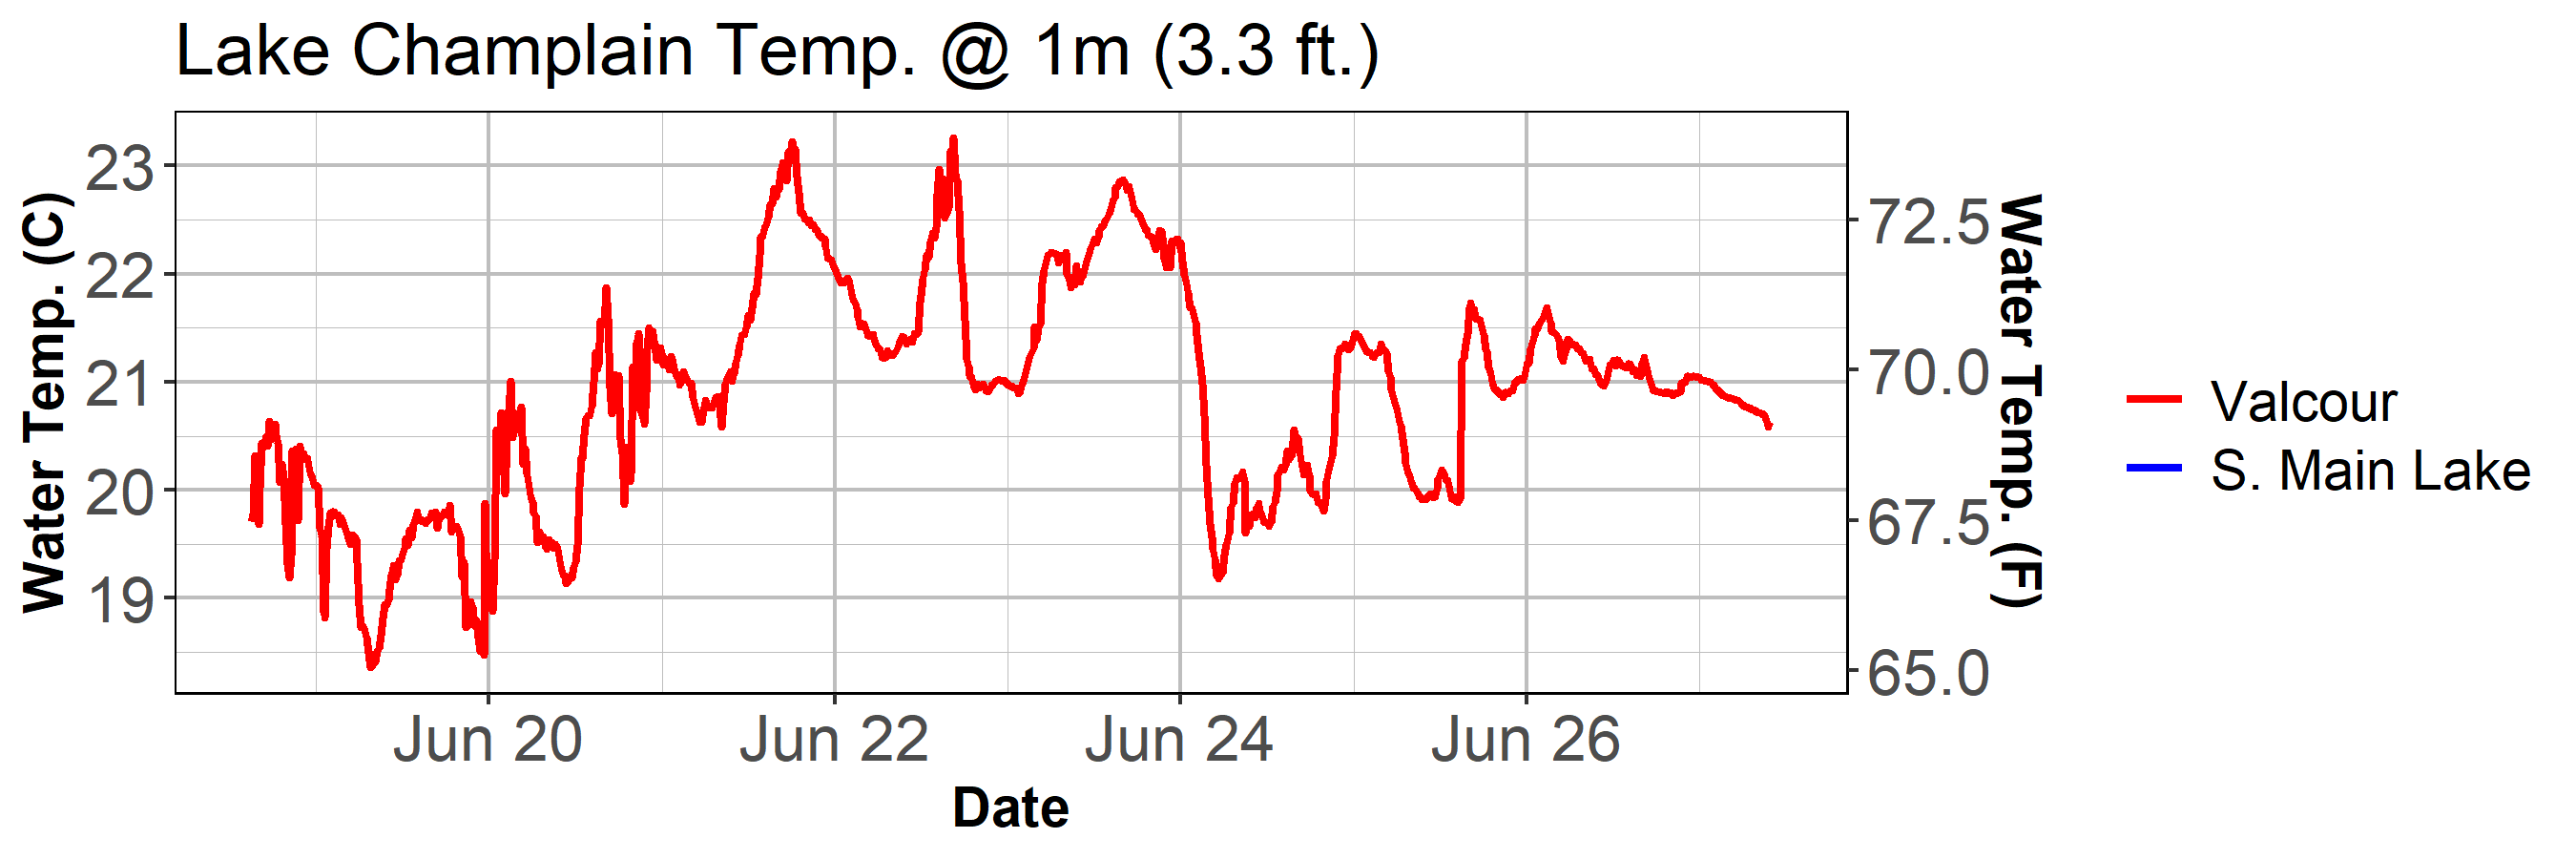 Lake Champlain Temp. @ 1m (3.3 ft.)
Water Temp. (C)
23
22
21
20
19
72.5
70.0
67.5
65.0
Water Temp. (F)
Jun 20
Jun 22
Jun 24
Jun 26
Date
Valcour
S. Main Lake